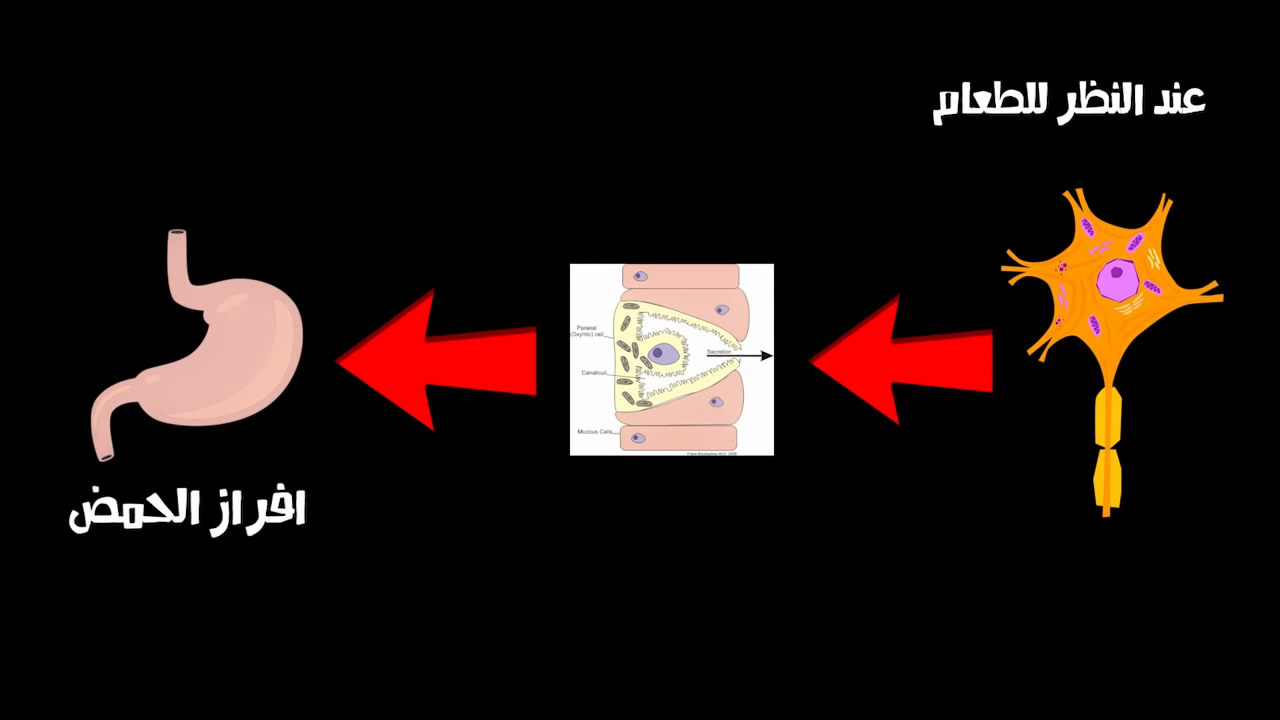 عند النظر للطعام
Parietal
(Oxyntic) cell
Secretion
Canaliculi
Mucous Cells
افراز الحمض